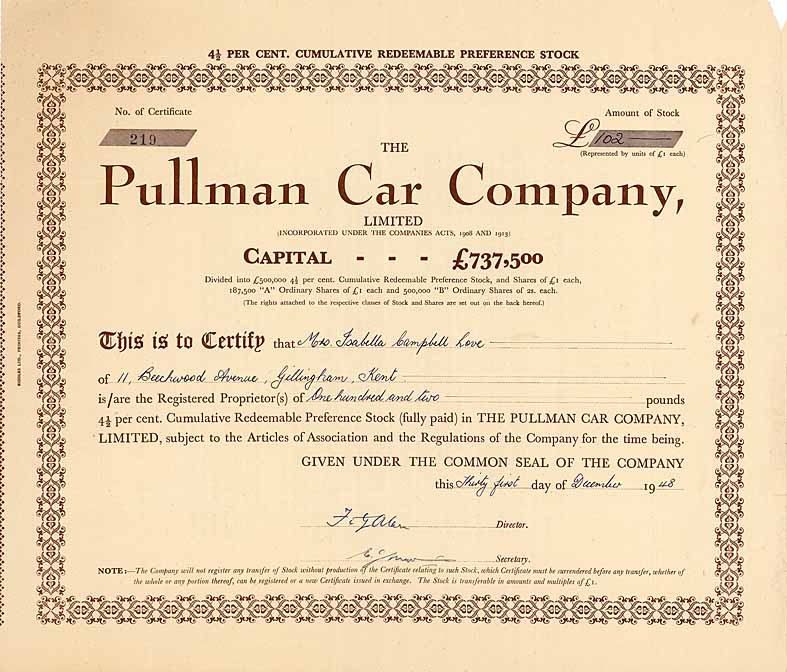 4½ PER CENT. CUMULATIVE REDEEMABLE PREFERENCE STOCK
No. of Certificate
219
Amount of Stock
£102
(Represented by units of £1 each)
THE
Pullman Car Company,
LIMITED
(INCORPORATED UNDER THE COMPANIES ACTS, 1908 AND 1913)
CAPITAL - - - £737,500
Divided into £500,000 4½ per cent. Cumulative Redeemable Preference Stock, and Shares of £1 each,
187,500 "A" Ordinary Shares of £1 each and 500,000 "B" Ordinary Shares of 2s. each.
(The rights attached to the respective classes of Stock and Shares are set out on the back hereof.)
This is to Certify that Mrs. Isabella Campbell Love
of 11, Beechwood Avenue, Gillingham, Kent
is/are the Registered Proprietor(s) of One hundred and two pounds
4½ per cent. Cumulative Redeemable Preference Stock (fully paid) in THE PULLMAN CAR COMPANY,
LIMITED, subject to the Articles of Association and the Regulations of the Company for the time being.
GIVEN UNDER THE COMMON SEAL OF THE COMPANY
this Thirty first day of December 1948
Director.
Secretary.
NOTE:—The Company will not register any transfer of Stock without production of the Certificate relating to such Stock, which Certificate must be surrendered before any transfer, whether of
the whole or any portion thereof, can be registered or a new Certificate issued in exchange. The Stock is transferable in amounts and multiples of £1.
LTD., PRINTERS, GUILDFORD.